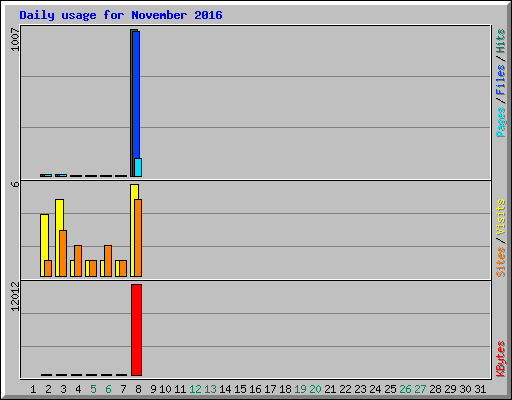 Daily usage for November 2016
1007
Pages / Files / Hits
6
Sites / Visits
12012
KBytes
1 2 3 4 5 6 7 8 9 10 11 12 13 14 15 16 17 18 19 20 21 22 23 24 25 26 27 28 29 30 31